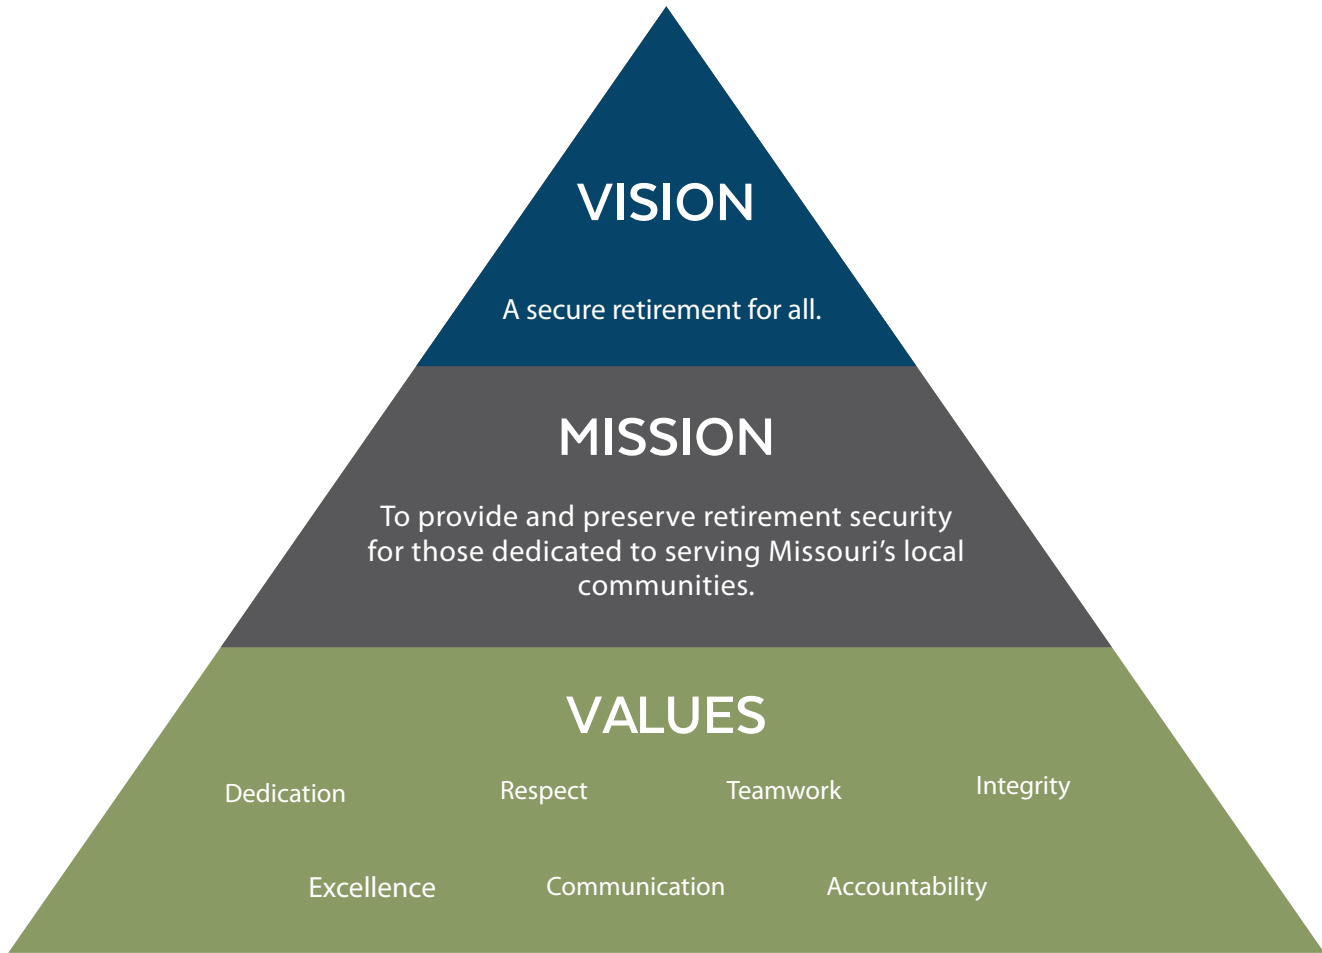 VISION
A secure retirement for all.
MISSION
To provide and preserve retirement security
for those dedicated to serving Missouri’s local
communities.
VALUES
Dedication Respect Teamwork Integrity
Excellence Communication Accountability